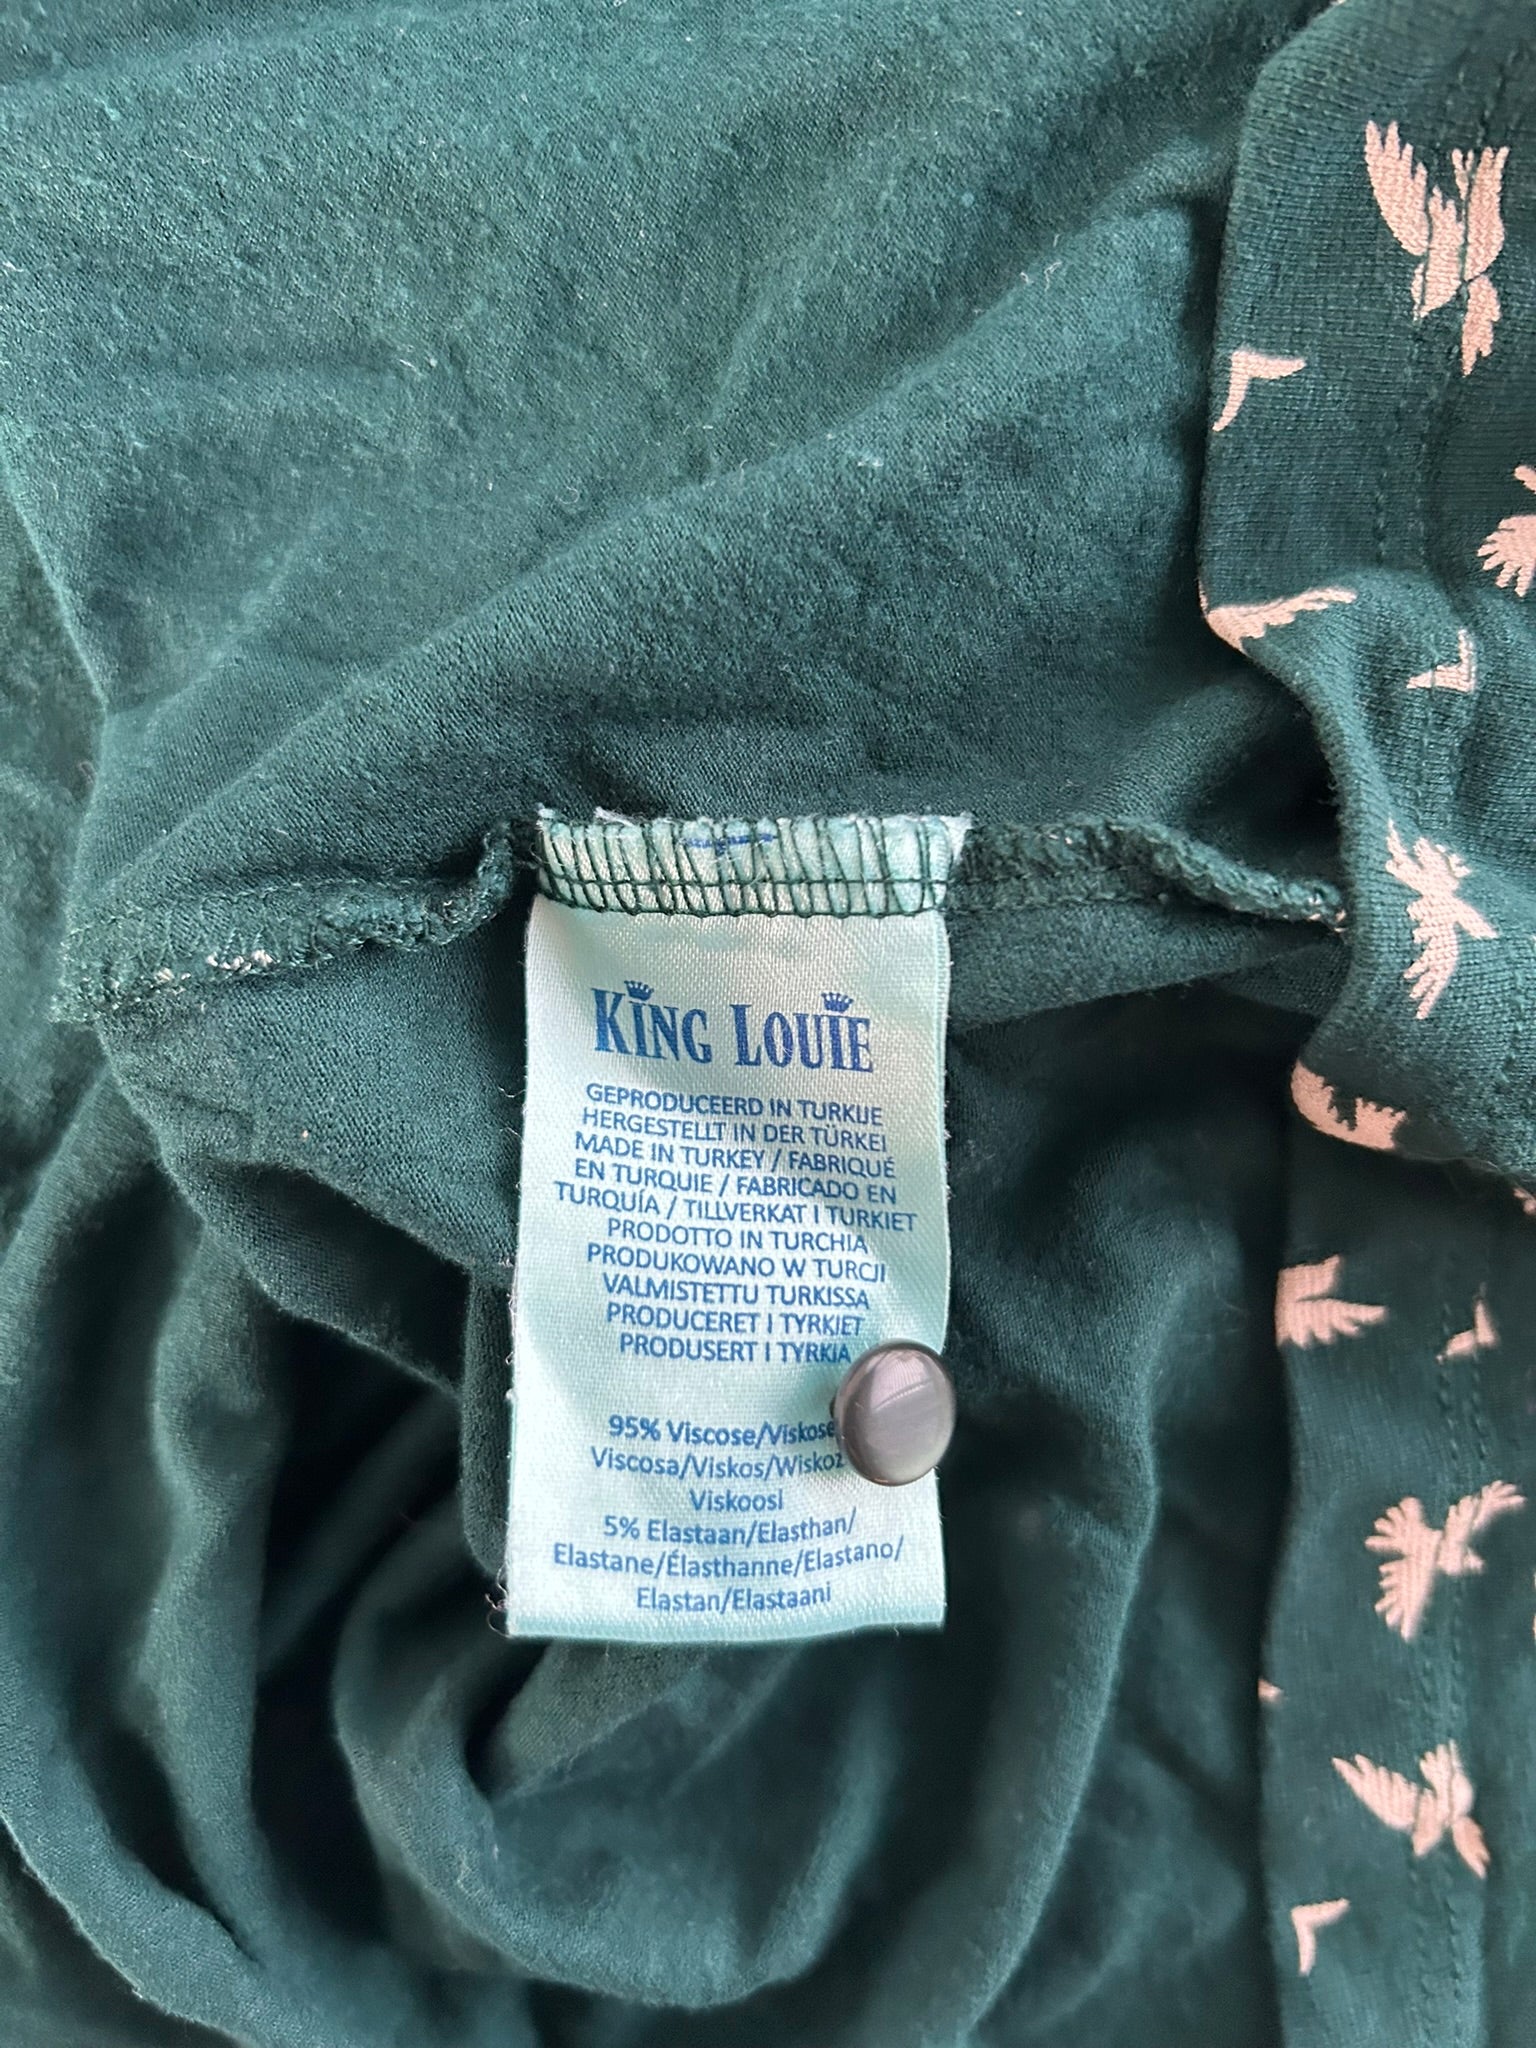 KING LOUIE
GEPRODUCEERD IN TURKIJE
HERGESTELLT IN DER TÜRKEI
MADE IN TURKEY / FABRIQUÉ
EN TURQUIE / FABRICADO EN
TURQUÍA / TILLVERKAT I TURKIET
PRODOTTO IN TURCHIA
PRODUKOWANO W TURCJI
VALMISTETTU TURKISSA
PRODUCERET I TYRKIET
PRODUSERT I TYRKIA
95% Viscose/Viskose
Viscosa/Viskos/Wiskoz
Viskoosi
5% Elastaan/Elasthan/
Elastane/Élasthanne/Elastano/
Elastan/Elastaani